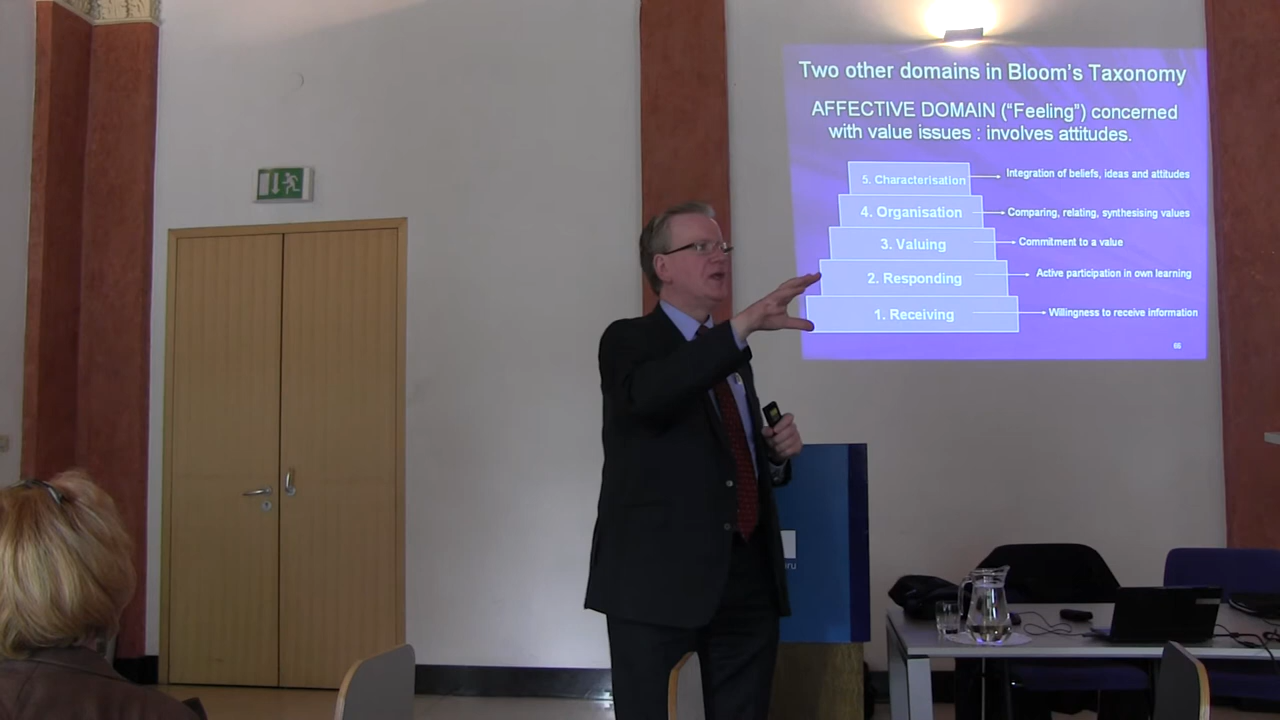 Two other domains in Bloom's Taxonomy
AFFECTIVE DOMAIN ("Feeling") concerned
with value issues : involves attitudes.
5. Characterisation
Integration of beliefs, ideas and attitudes
4. Organisation
Comparing, relating, synthesising values
3. Valuing
Commitment to a value
2. Responding
Active participation in own learning
1. Receiving
Willingness to receive information
66